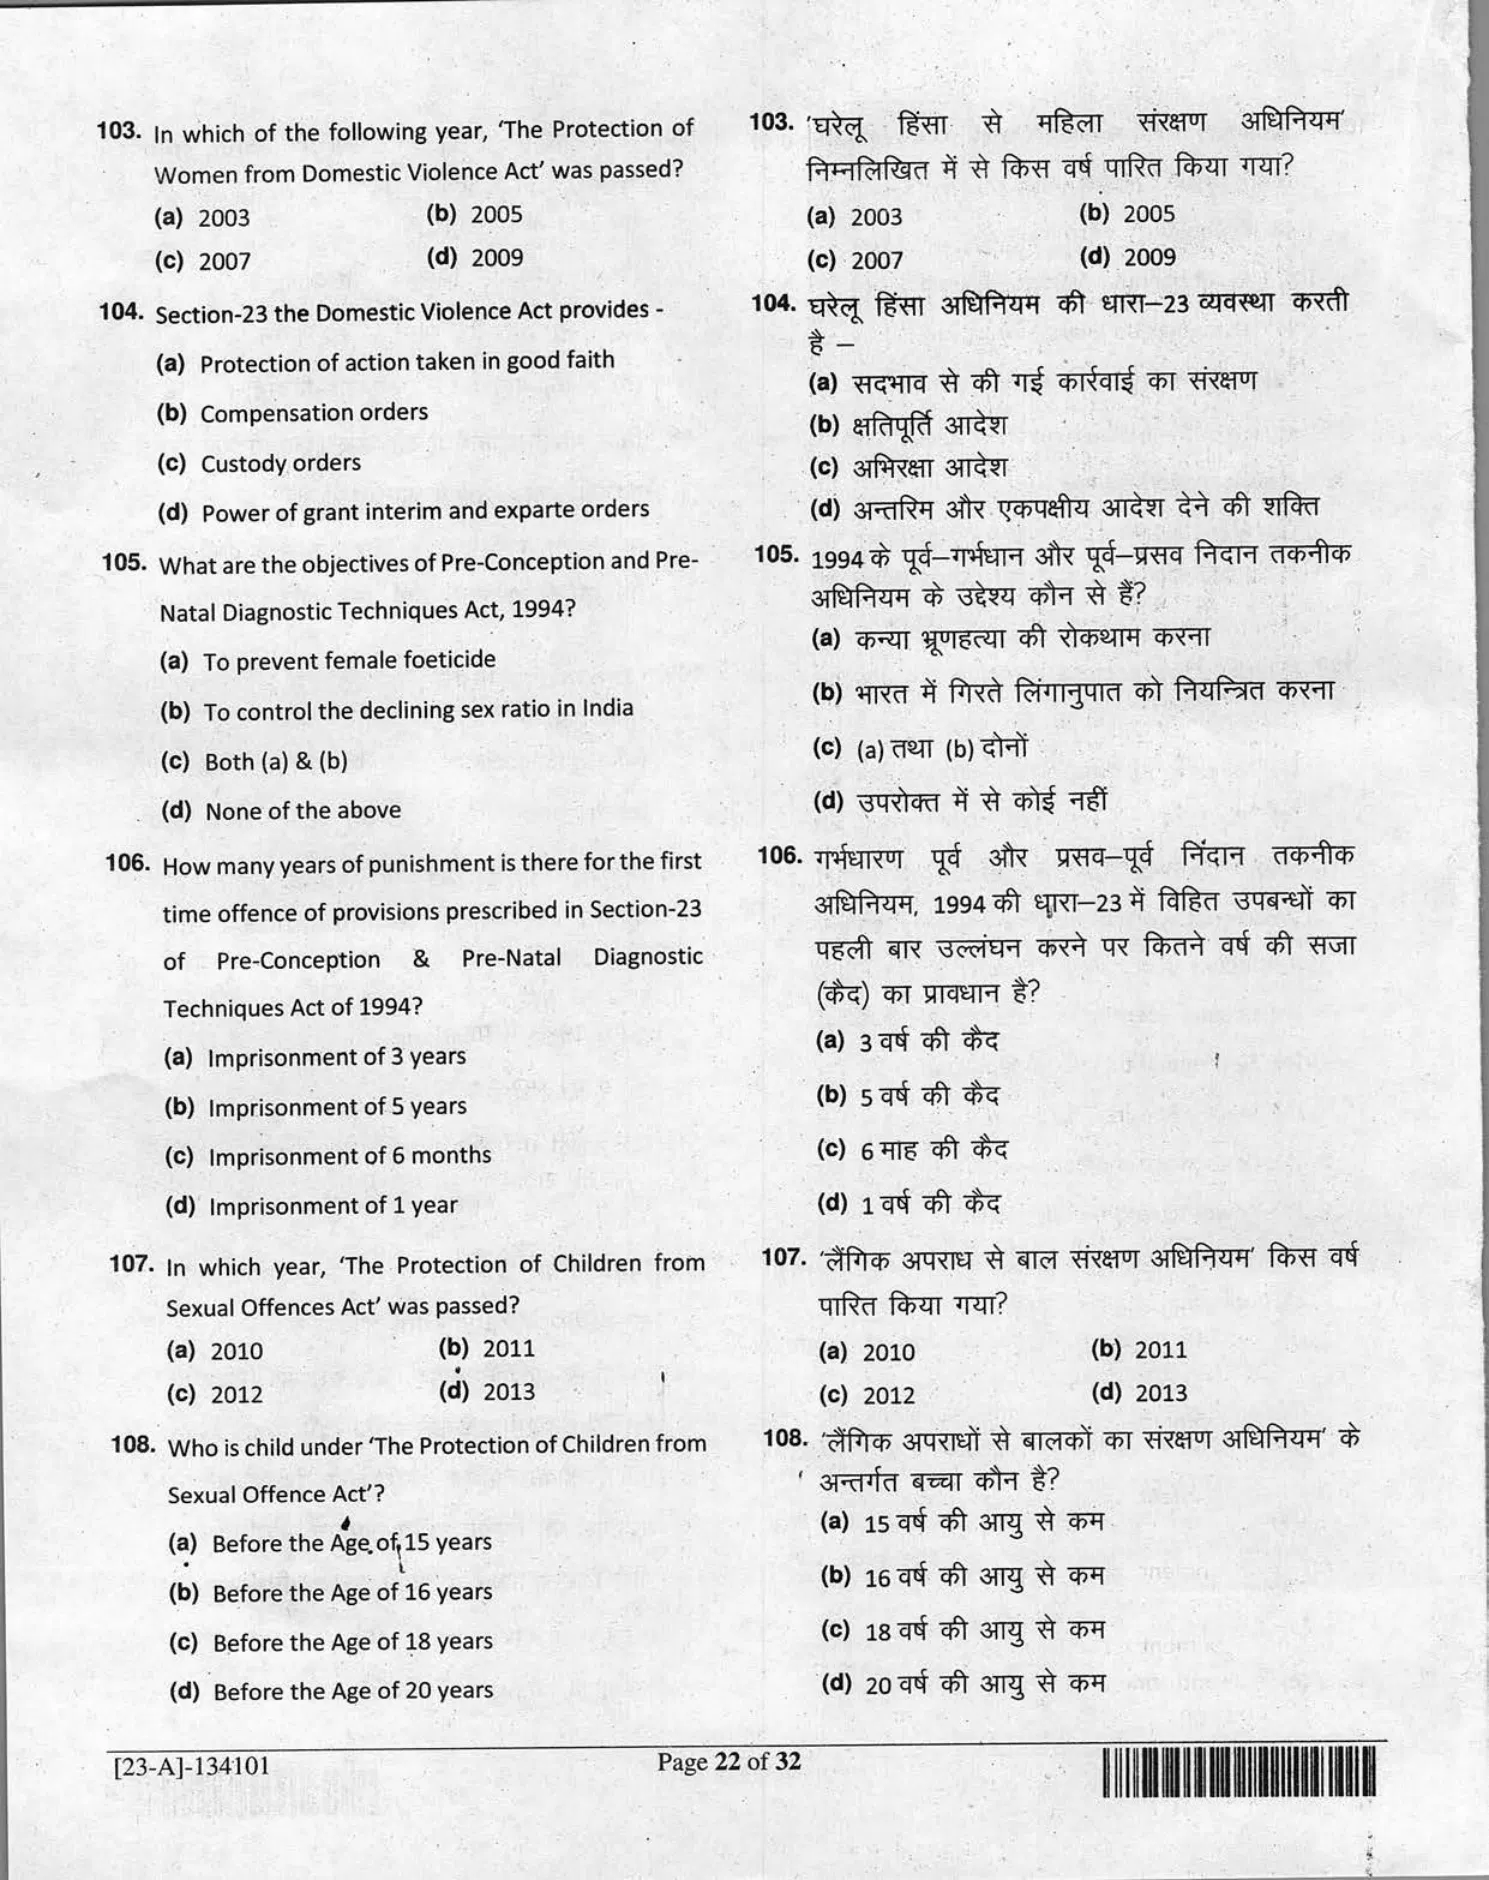 103. In which of the following year, 'The Protection of
Women from Domestic Violence Act' was passed?
(a) 2003 (b) 2005
(c) 2007 (d) 2009
104. Section-23 the Domestic Violence Act provides -
(a) Protection of action taken in good faith
(b) Compensation orders
(c) Custody orders
(d) Power of grant interim and exparte orders
105. What are the objectives of Pre-Conception and Pre-
Natal Diagnostic Techniques Act, 1994?
(a) To prevent female foeticide
(b) To control the declining sex ratio in India
(c) Both (a) & (b)
(d) None of the above
106. How many years of punishment is there for the first
time offence of provisions prescribed in Section-23
of Pre-Conception & Pre-Natal Diagnostic
Techniques Act of 1994?
(a) Imprisonment of 3 years
(b) Imprisonment of 5 years
(c) Imprisonment of 6 months
(d) Imprisonment of 1 year
107. In which year, 'The Protection of Children from
Sexual Offences Act' was passed?
(a) 2010 (b) 2011
(c) 2012 (d) 2013
108. Who is child under 'The Protection of Children from
Sexual Offence Act'?
(a) Before the Age of 15 years
(b) Before the Age of 16 years
(c) Before the Age of 18 years
(d) Before the Age of 20 years
103. 'घरेलू हिंसा से महिला संरक्षण अधिनियम'
निम्नलिखित में से किस वर्ष पारित किया गया?
(a) 2003 (b) 2005
(c) 2007 (d) 2009
104. घरेलू हिंसा अधिनियम की धारा–23 व्यवस्था करती
है –
(a) सदभाव से की गई कार्रवाई का संरक्षण
(b) क्षतिपूर्ति आदेश
(c) अभिरक्षा आदेश
(d) अन्तरिम और एकपक्षीय आदेश देने की शक्ति
105. 1994 के पूर्व–गर्भधान और पूर्व–प्रसव निदान तकनीक
अधिनियम के उद्देश्य कौन से हैं?
(a) कन्या भ्रूणहत्या की रोकथाम करना
(b) भारत में गिरते लिंगानुपात को नियन्त्रित करना
(c) (a) तथा (b) दोनों
(d) उपरोक्त में से कोई नहीं
106. गर्भधारण पूर्व और प्रसव–पूर्व निंदान तकनीक
अधिनियम, 1994 की धारा–23 में विहित उपबन्धों का
पहली बार उल्लंघन करने पर कितने वर्ष की सजा
(कैद) का प्रावधान है?
(a) 3 वर्ष की कैद
(b) 5 वर्ष की कैद
(c) 6 माह की कैद
(d) 1 वर्ष की कैद
107. 'लैंगिक अपराध से बाल संरक्षण अधिनियम' किस वर्ष
पारित किया गया?
(a) 2010 (b) 2011
(c) 2012 (d) 2013
108. 'लैंगिक अपराधों से बालकों का संरक्षण अधिनियम' के
अन्तर्गत बच्चा कौन है?
(a) 15 वर्ष की आयु से कम
(b) 16 वर्ष की आयु से कम
(c) 18 वर्ष की आयु से कम
(d) 20 वर्ष की आयु से कम
[23-A]-134101 Page 22 of 32